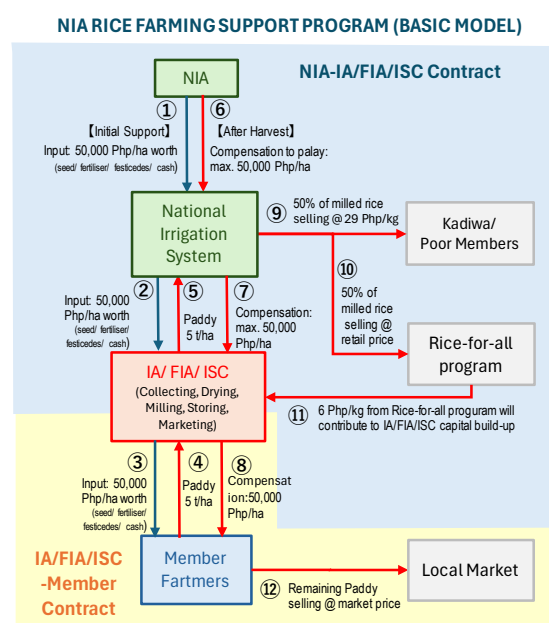 NIA RICE FARMING SUPPORT PROGRAM (BASIC MODEL)
NIA-IA/FIA/ISC Contract
NIA
① ⑥
【Initial Support】
Input: 50,000 Php/ha worth
(seed/ fertiliser/ festicedes/ cash)
【After Harvest】
Compensation to palay:
max. 50,000 Php/ha
National
Irrigation
System
⑨
50% of milled rice
selling @ 29 Php/kg
Kadiwa/
Poor Members
⑩
50% of
milled rice
selling @
retail price
② ⑤ ⑦
Input: 50,000
Php/ha worth
(seed/ fertiliser/
festicedes/ cash)
Paddy
5 t/ha
Compensation:
max. 50,000
Php/ha
Rice-for-all
program
IA/ FIA/ ISC
(Collecting, Drying,
Milling, Storing,
Marketing)
⑪
6 Php/kg from Rice-for-all program will
contribute to IA/FIA/ISC capital build-up
③ ④ ⑧
Input: 50,000
Php/ha worth
(seed/ fertiliser/
festicedes/ cash)
Paddy
5 t/ha
Compensat
ion:50,000
Php/ha
IA/FIA/ISC
-Member
Contract
Member
Fartmers
⑫
Remaining Paddy
selling @ market price
Local Market